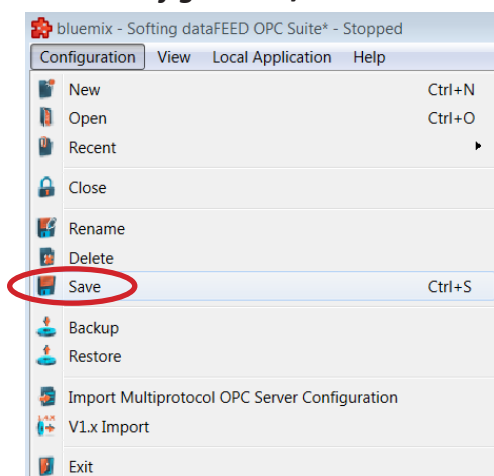 bluemix - Softing dataFEED OPC Suite* - Stopped
Configuration View Local Application Help
New Ctrl+N
Open Ctrl+O
Recent
Close
Rename
Delete
Save Ctrl+S
Backup
Restore
Import Multiprotocol OPC Server Configuration
V1.x Import
Exit